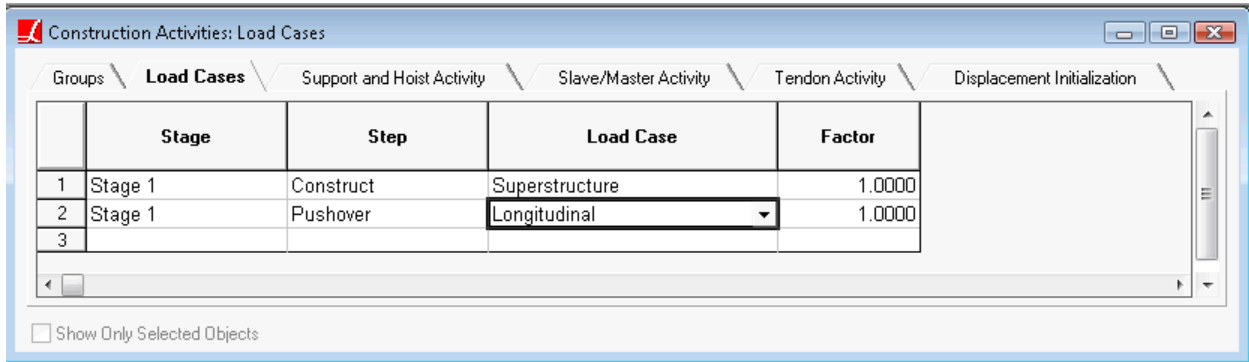 Construction Activities: Load Cases
Groups Load Cases Support and Hoist Activity Slave/Master Activity Tendon Activity Displacement Initialization
Stage Step Load Case Factor
1 Stage 1 Construct Superstructure 1.0000
2 Stage 1 Pushover Longitudinal 1.0000
3
Show Only Selected Objects